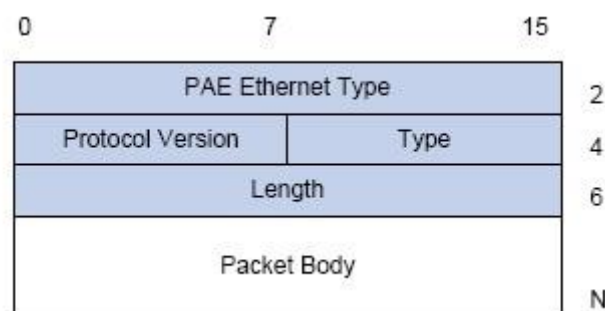 0 7 15
PAE Ethernet Type 2
Protocol Version Type 4
Length 6
Packet Body
N